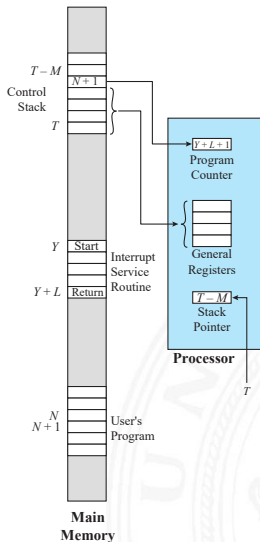 T – M
N + 1
Control
Stack
T
Y + L + 1
Program
Counter
Y
Start
Interrupt
Service
Routine
General
Registers
Y + L
Return
T – M
Stack
Pointer
Processor
T
N
N + 1
User's
Program
Main
Memory
U N